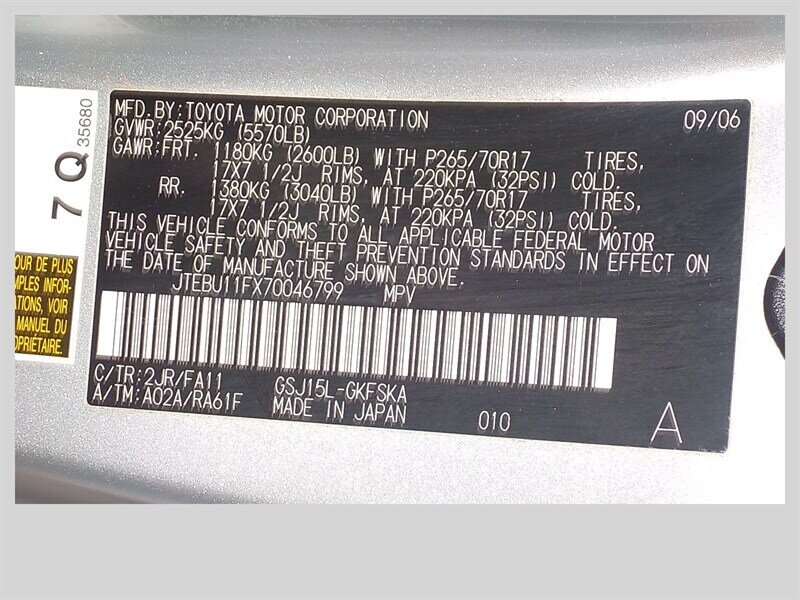 MFD. BY: TOYOTA MOTOR CORPORATION 09/06
GVWR: 2525KG (5570LB)
GAWR: FRT. 1180KG (2600LB) WITH P265/70R17 TIRES,
17X7 1/2J RIMS, AT 220KPA (32PSI) COLD.
RR. 1380KG (3040LB) WITH P265/70R17 TIRES,
17X7 1/2J RIMS, AT 220KPA (32PSI) COLD.
THIS VEHICLE CONFORMS TO ALL APPLICABLE FEDERAL MOTOR
VEHICLE SAFETY AND THEFT PREVENTION STANDARDS IN EFFECT ON
THE DATE OF MANUFACTURE SHOWN ABOVE.
JTEBU11FX70046799 MPV
C/TR: 2JR/FA11 GSJ15L-GKFSKA
A/TM: A02A/RA61F MADE IN JAPAN 010 A
7 Q 35680
OUR DE PLUS
MPLES INFOR-
ATIONS, VOIR
MANUEL DU
OPRIÉTAIRE.